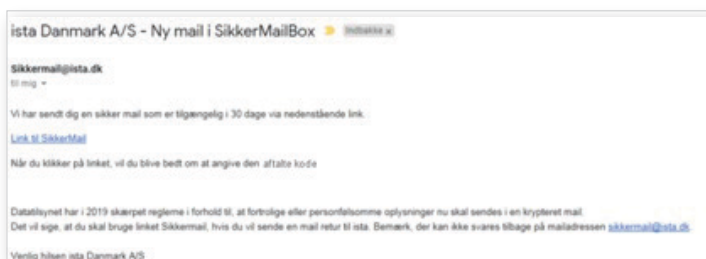 ista Danmark A/S - Ny mail i SikkerMailBox Indbakke x
Sikkermail@ista.dk
til mig
Vi har sendt dig en sikker mail som er tilgængelig i 30 dage via nedenstående link.
Link til SikkerMail
Når du klikker på linket, vil du blive bedt om at angive den aftalte kode
Datatilsynet har i 2019 skærpet reglerne i forhold til, at fortrolige eller personfølsomme oplysninger nu skal sendes i en krypteret mail.
Det vil sige, at du skal bruge linket Sikkermail, hvis du vil sende en mail retur til ista. Bemærk, der kan ikke svares tilbage på mailadressen sikkermail@ista.dk.
Venlig hilsen ista Danmark A/S